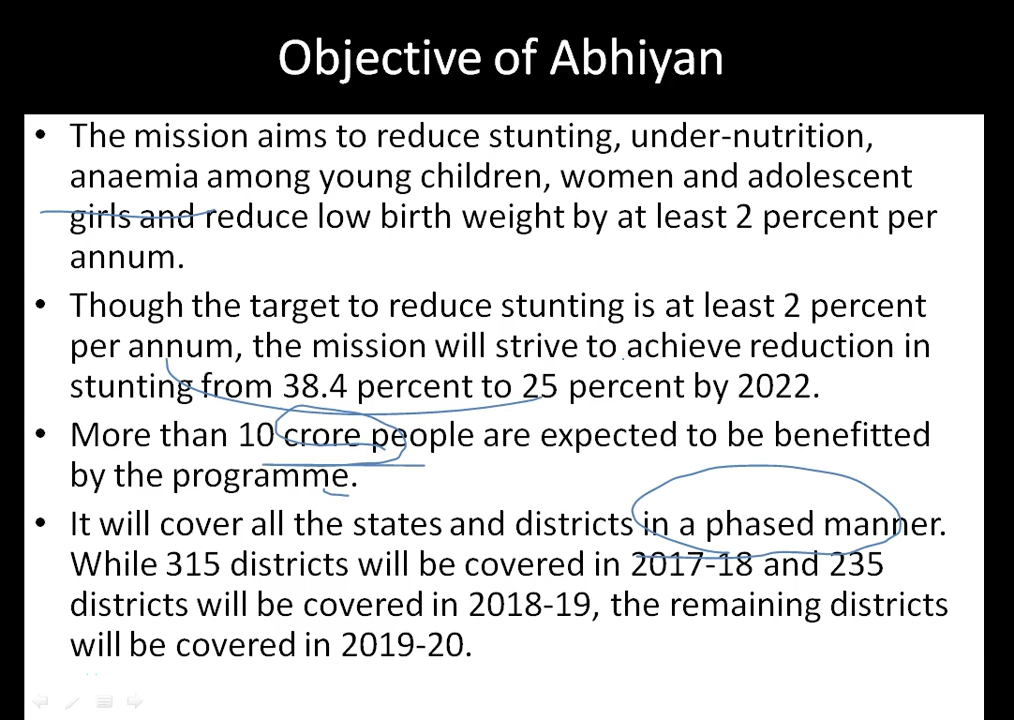 Objective of Abhiyan
• The mission aims to reduce stunting, under-nutrition,
anaemia among young children, women and adolescent
girls and reduce low birth weight by at least 2 percent per
annum.
• Though the target to reduce stunting is at least 2 percent
per annum, the mission will strive to achieve reduction in
stunting from 38.4 percent to 25 percent by 2022.
• More than 10 crore people are expected to be benefitted
by the programme.
• It will cover all the states and districts in a phased manner.
While 315 districts will be covered in 2017-18 and 235
districts will be covered in 2018-19, the remaining districts
will be covered in 2019-20.